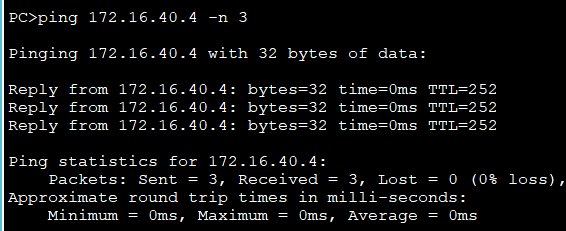 PC>ping 172.16.40.4 -n 3
Pinging 172.16.40.4 with 32 bytes of data:
Reply from 172.16.40.4: bytes=32 time=0ms TTL=252
Reply from 172.16.40.4: bytes=32 time=0ms TTL=252
Reply from 172.16.40.4: bytes=32 time=0ms TTL=252
Ping statistics for 172.16.40.4:
    Packets: Sent = 3, Received = 3, Lost = 0 (0% loss),
Approximate round trip times in milli-seconds:
    Minimum = 0ms, Maximum = 0ms, Average = 0ms